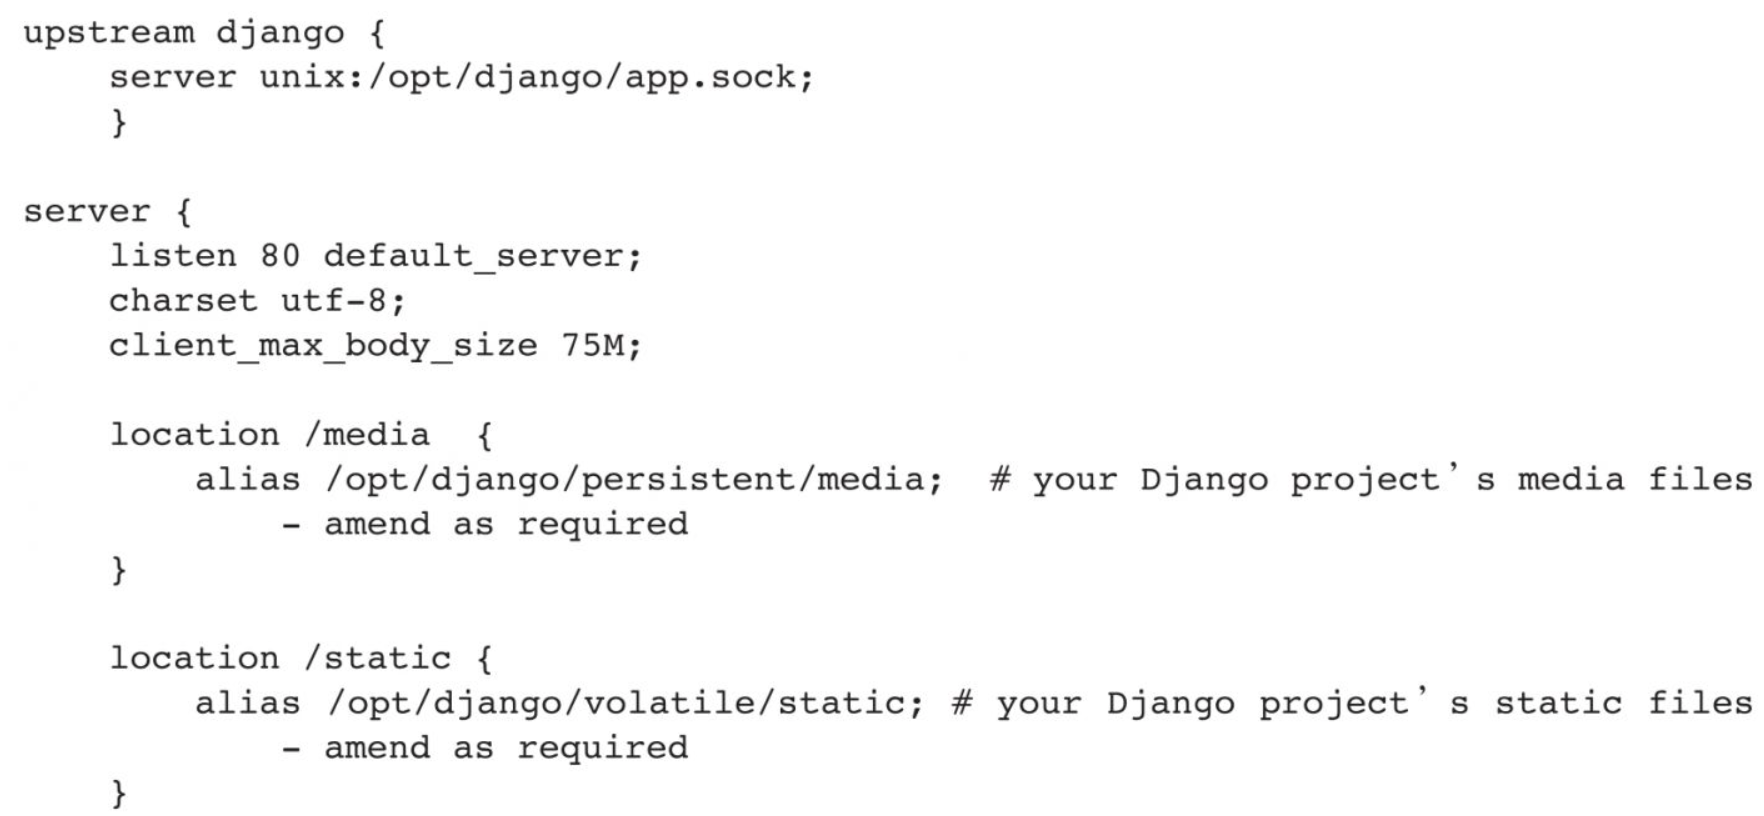 upstream django {
    server unix:/opt/django/app.sock;
    }

server {
    listen 80 default_server;
    charset utf-8;
    client_max_body_size 75M;

    location /media  {
        alias /opt/django/persistent/media;  # your Django project’s media files
            - amend as required
    }

    location /static {
        alias /opt/django/volatile/static; # your Django project’s static files
            - amend as required
    }